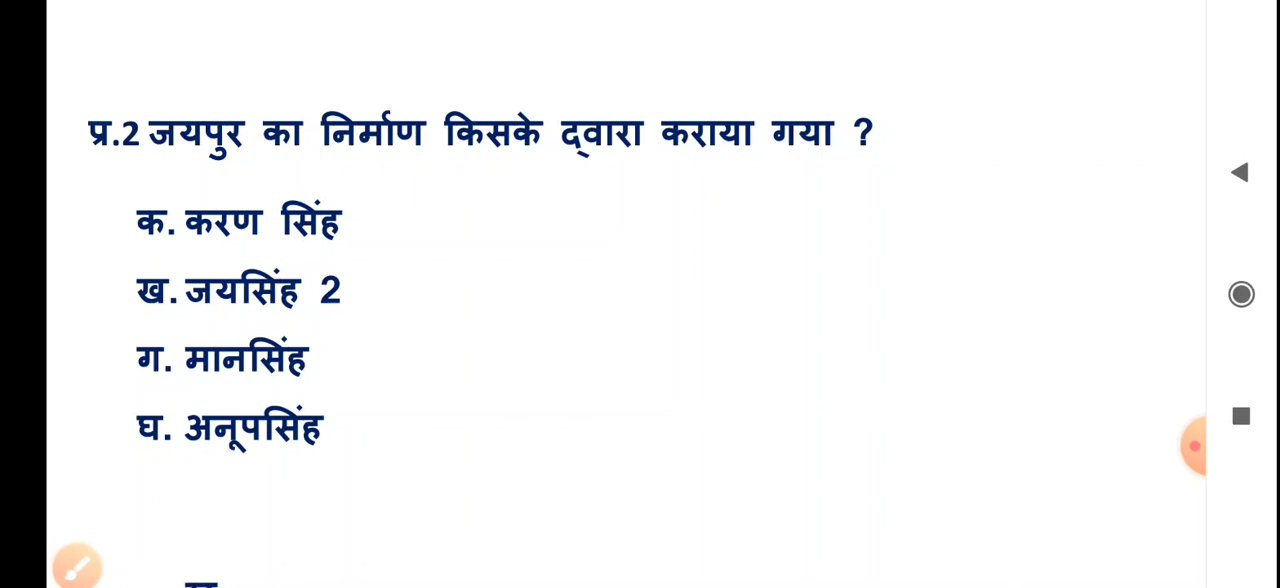 प्र.2 जयपुर का निर्माण किसके द्वारा कराया गया ?
क. करण सिंह
ख. जयसिंह 2
ग. मानसिंह
घ. अनूपसिंह